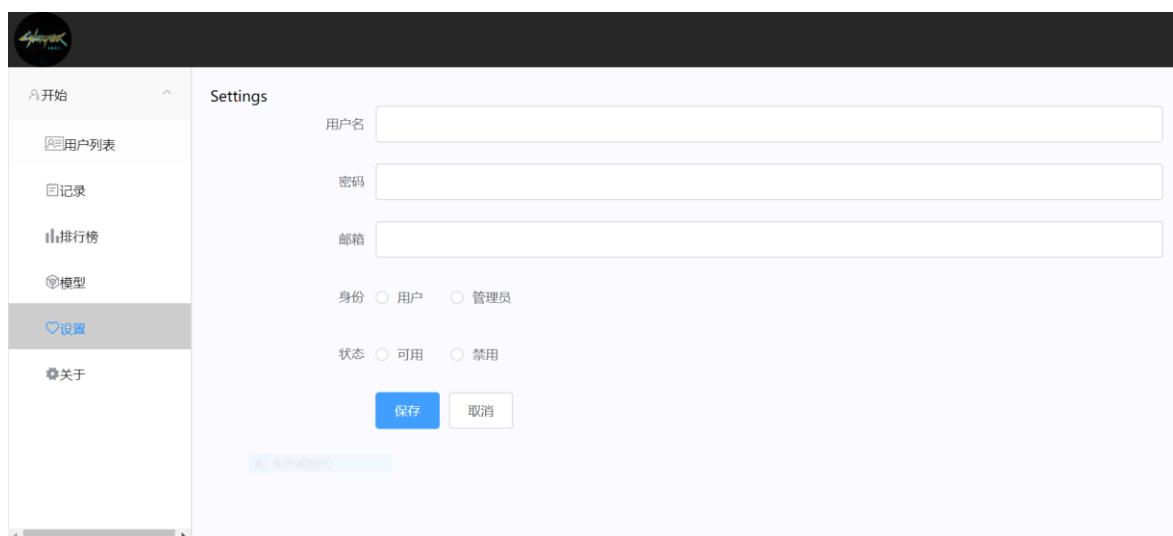 开始
用户列表
记录
排行榜
模型
设置
关于
Settings
用户名
密码
邮箱
身份 用户 管理员
状态 可用 禁用
保存 取消